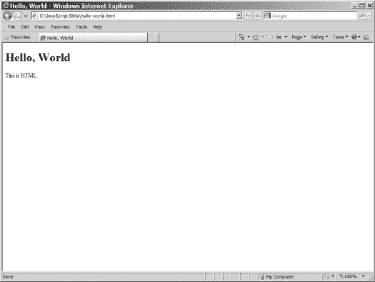 Hello, World - Windows Internet Explorer
C:\JavaScript Bible\hello-world.html
Google
File Edit View Favorites Tools Help
Favorites Hello, World
Page Safety Tools
Hello, World
This is HTML.
Done My Computer 100%